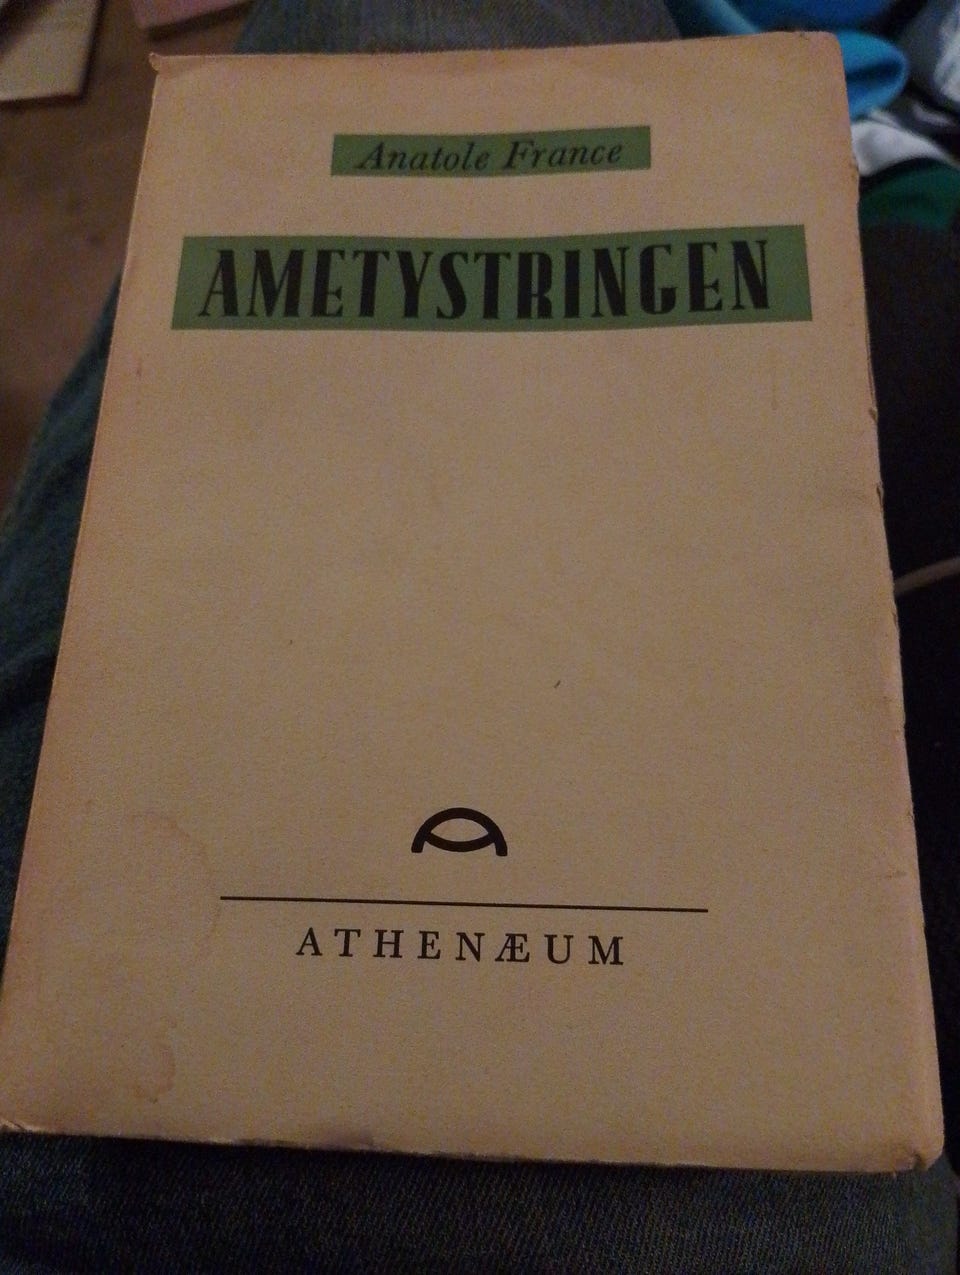 Anatole France
AMETYSTRINGEN
ATHENÆUM